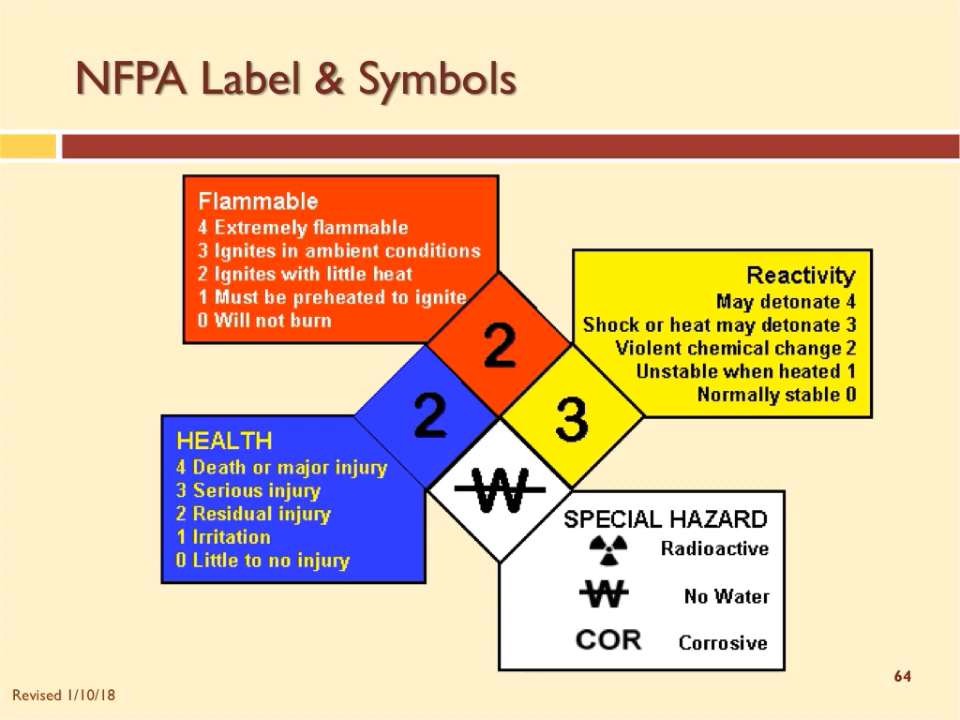 NFPA Label & Symbols
Flammable
4 Extremely flammable
3 Ignites in ambient conditions
2 Ignites with little heat
1 Must be preheated to ignite
0 Will not burn
Reactivity
May detonate 4
Shock or heat may detonate 3
Violent chemical change 2
Unstable when heated 1
Normally stable 0
2
2
3
W
HEALTH
4 Death or major injury
3 Serious injury
2 Residual injury
1 Irritation
0 Little to no injury
SPECIAL HAZARD
Radioactive
W No Water
COR Corrosive
64
Revised 1/10/18